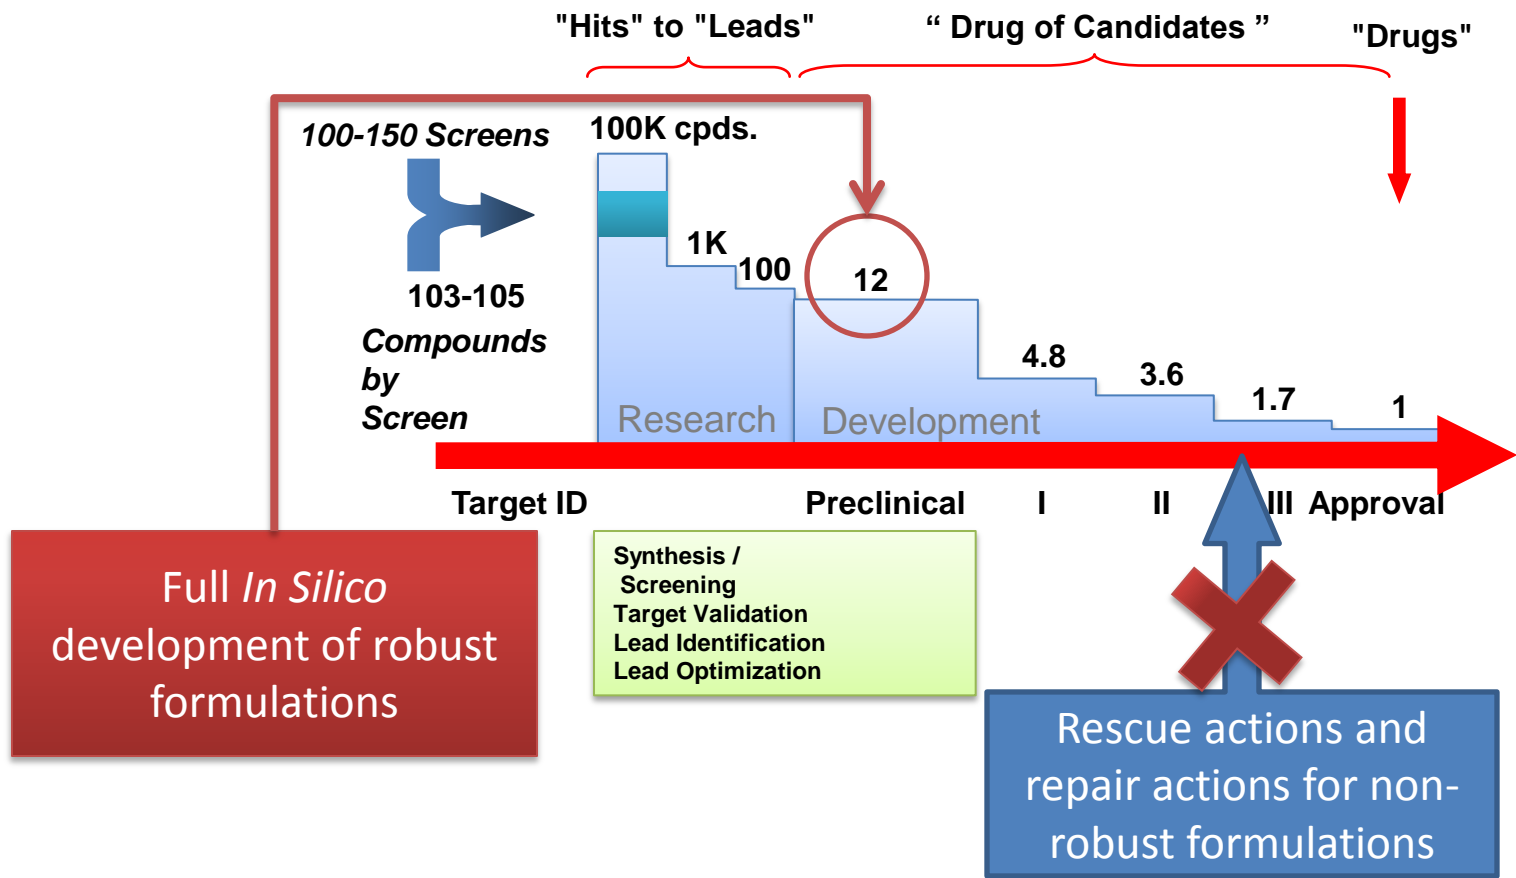 "Hits" to "Leads"
“ Drug of Candidates ”
"Drugs"
100-150 Screens
100K cpds.
1K
100
12
103-105
Compounds
by
Screen
4.8
3.6
1.7
1
Research
Development
Target ID
Preclinical
I
II
III
Approval
Full In Silico
development of robust
formulations
Synthesis /
Screening
Target Validation
Lead Identification
Lead Optimization
Rescue actions and
repair actions for non-
robust formulations